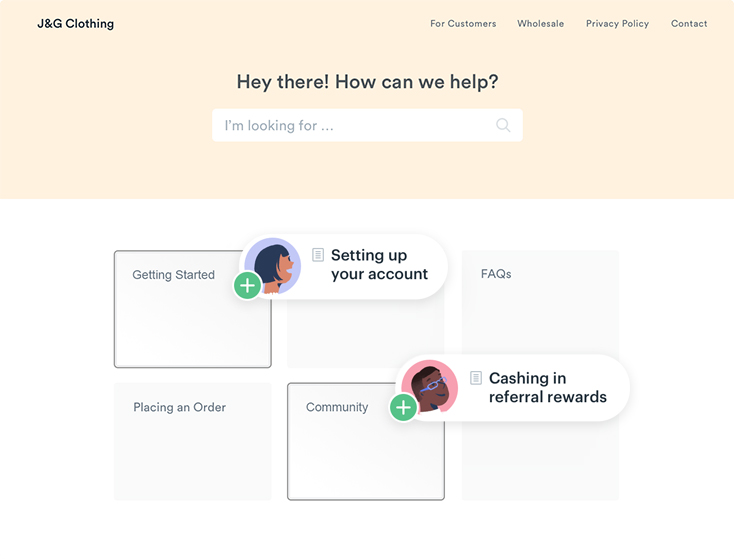 J&G Clothing
For Customers Wholesale Privacy Policy Contact
Hey there! How can we help?
I'm looking for ...
Getting Started
Setting up
your account
FAQs
Placing an Order
Community
Cashing in
referral rewards